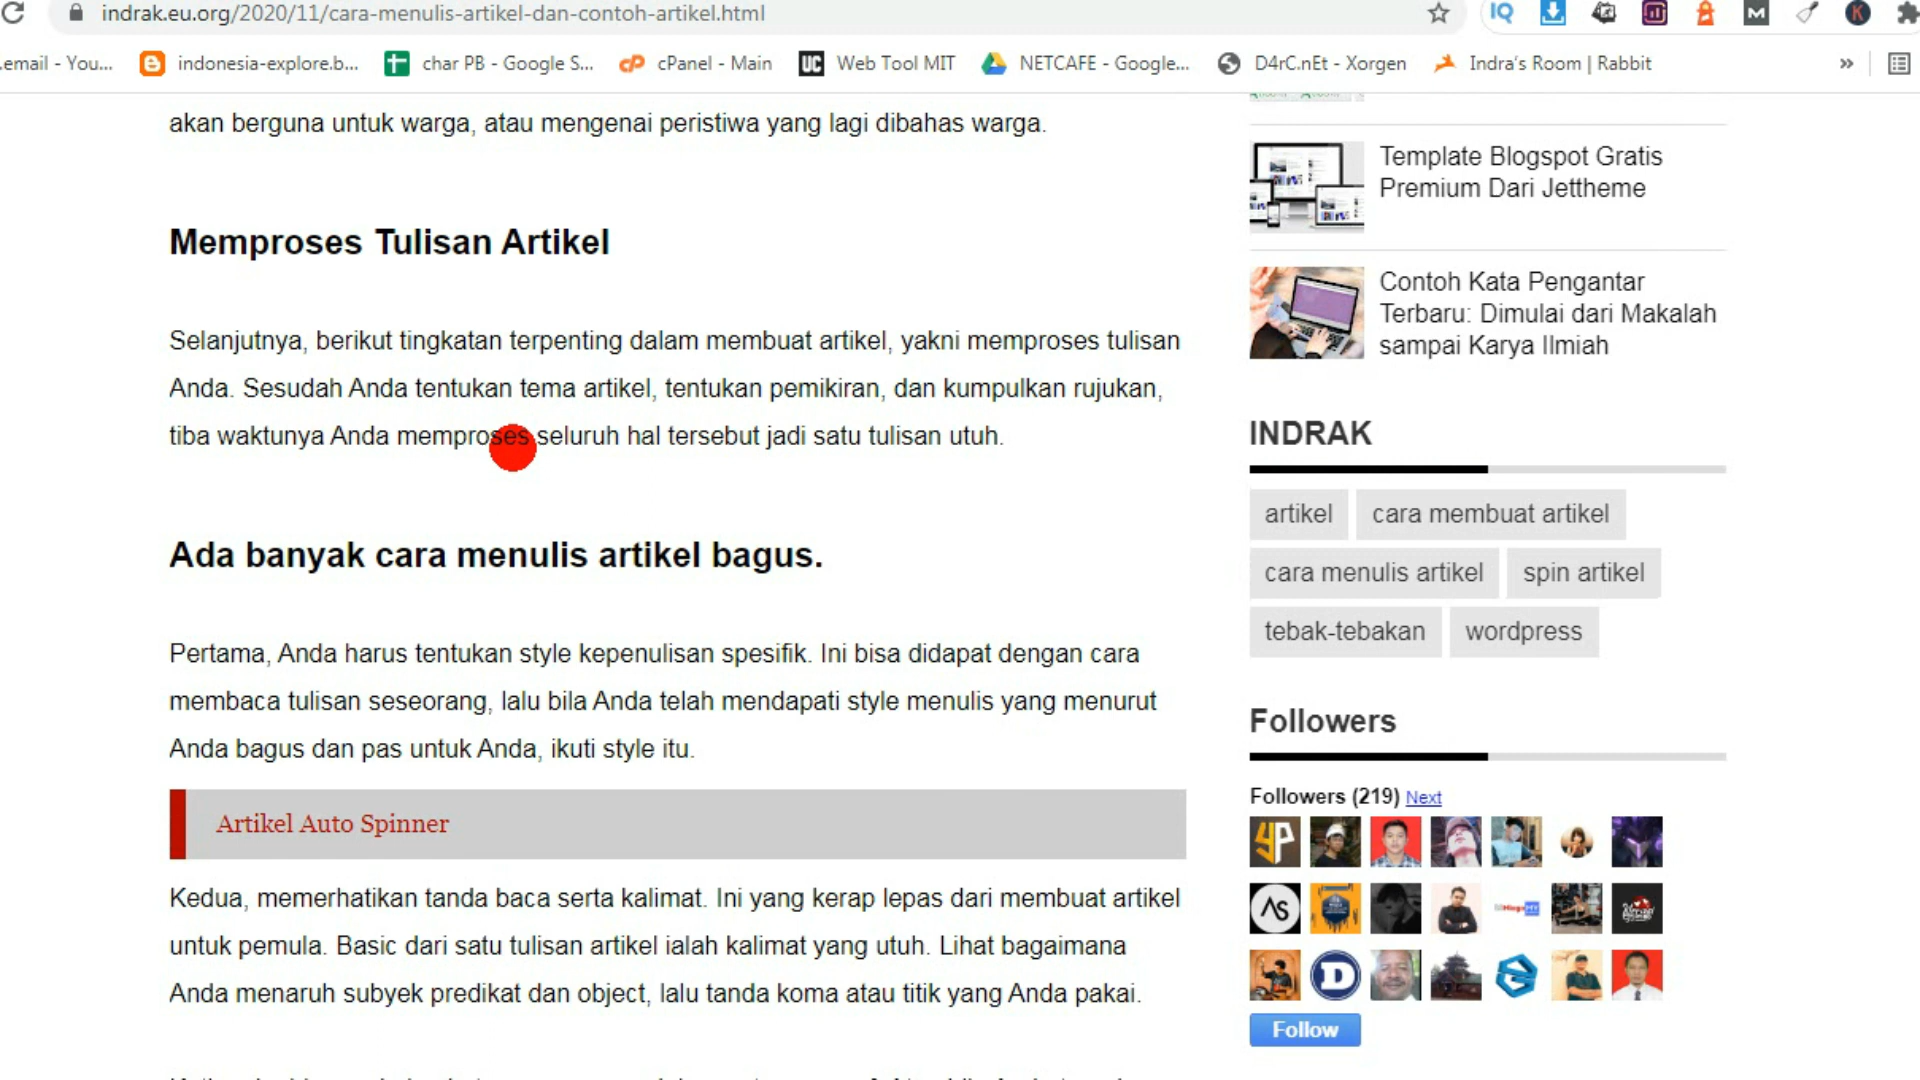 indrak.eu.org/2020/11/cara-menulis-artikel-dan-contoh-artikel.html
.email - You...
indonesia-explore.b...
char PB - Google S...
cPanel - Main
Web Tool MIT
NETCAFE - Google...
D4rC.nEt - Xorgen
Indra's Room | Rabbit
akan berguna untuk warga, atau mengenai peristiwa yang lagi dibahas warga.
Memproses Tulisan Artikel
Selanjutnya, berikut tingkatan terpenting dalam membuat artikel, yakni memproses tulisan
Anda. Sesudah Anda tentukan tema artikel, tentukan pemikiran, dan kumpulkan rujukan,
tiba waktunya Anda memproses seluruh hal tersebut jadi satu tulisan utuh.
Ada banyak cara menulis artikel bagus.
Pertama, Anda harus tentukan style kepenulisan spesifik. Ini bisa didapat dengan cara
membaca tulisan seseorang, lalu bila Anda telah mendapati style menulis yang menurut
Anda bagus dan pas untuk Anda, ikuti style itu.
Artikel Auto Spinner
Kedua, memerhatikan tanda baca serta kalimat. Ini yang kerap lepas dari membuat artikel
untuk pemula. Basic dari satu tulisan artikel ialah kalimat yang utuh. Lihat bagaimana
Anda menaruh subyek predikat dan object, lalu tanda koma atau titik yang Anda pakai.
Template Blogspot Gratis
Premium Dari Jettheme
Contoh Kata Pengantar
Terbaru: Dimulai dari Makalah
sampai Karya Ilmiah
INDRAK
artikel
cara membuat artikel
cara menulis artikel
spin artikel
tebak-tebakan
wordpress
Followers
Followers (219) Next
Follow